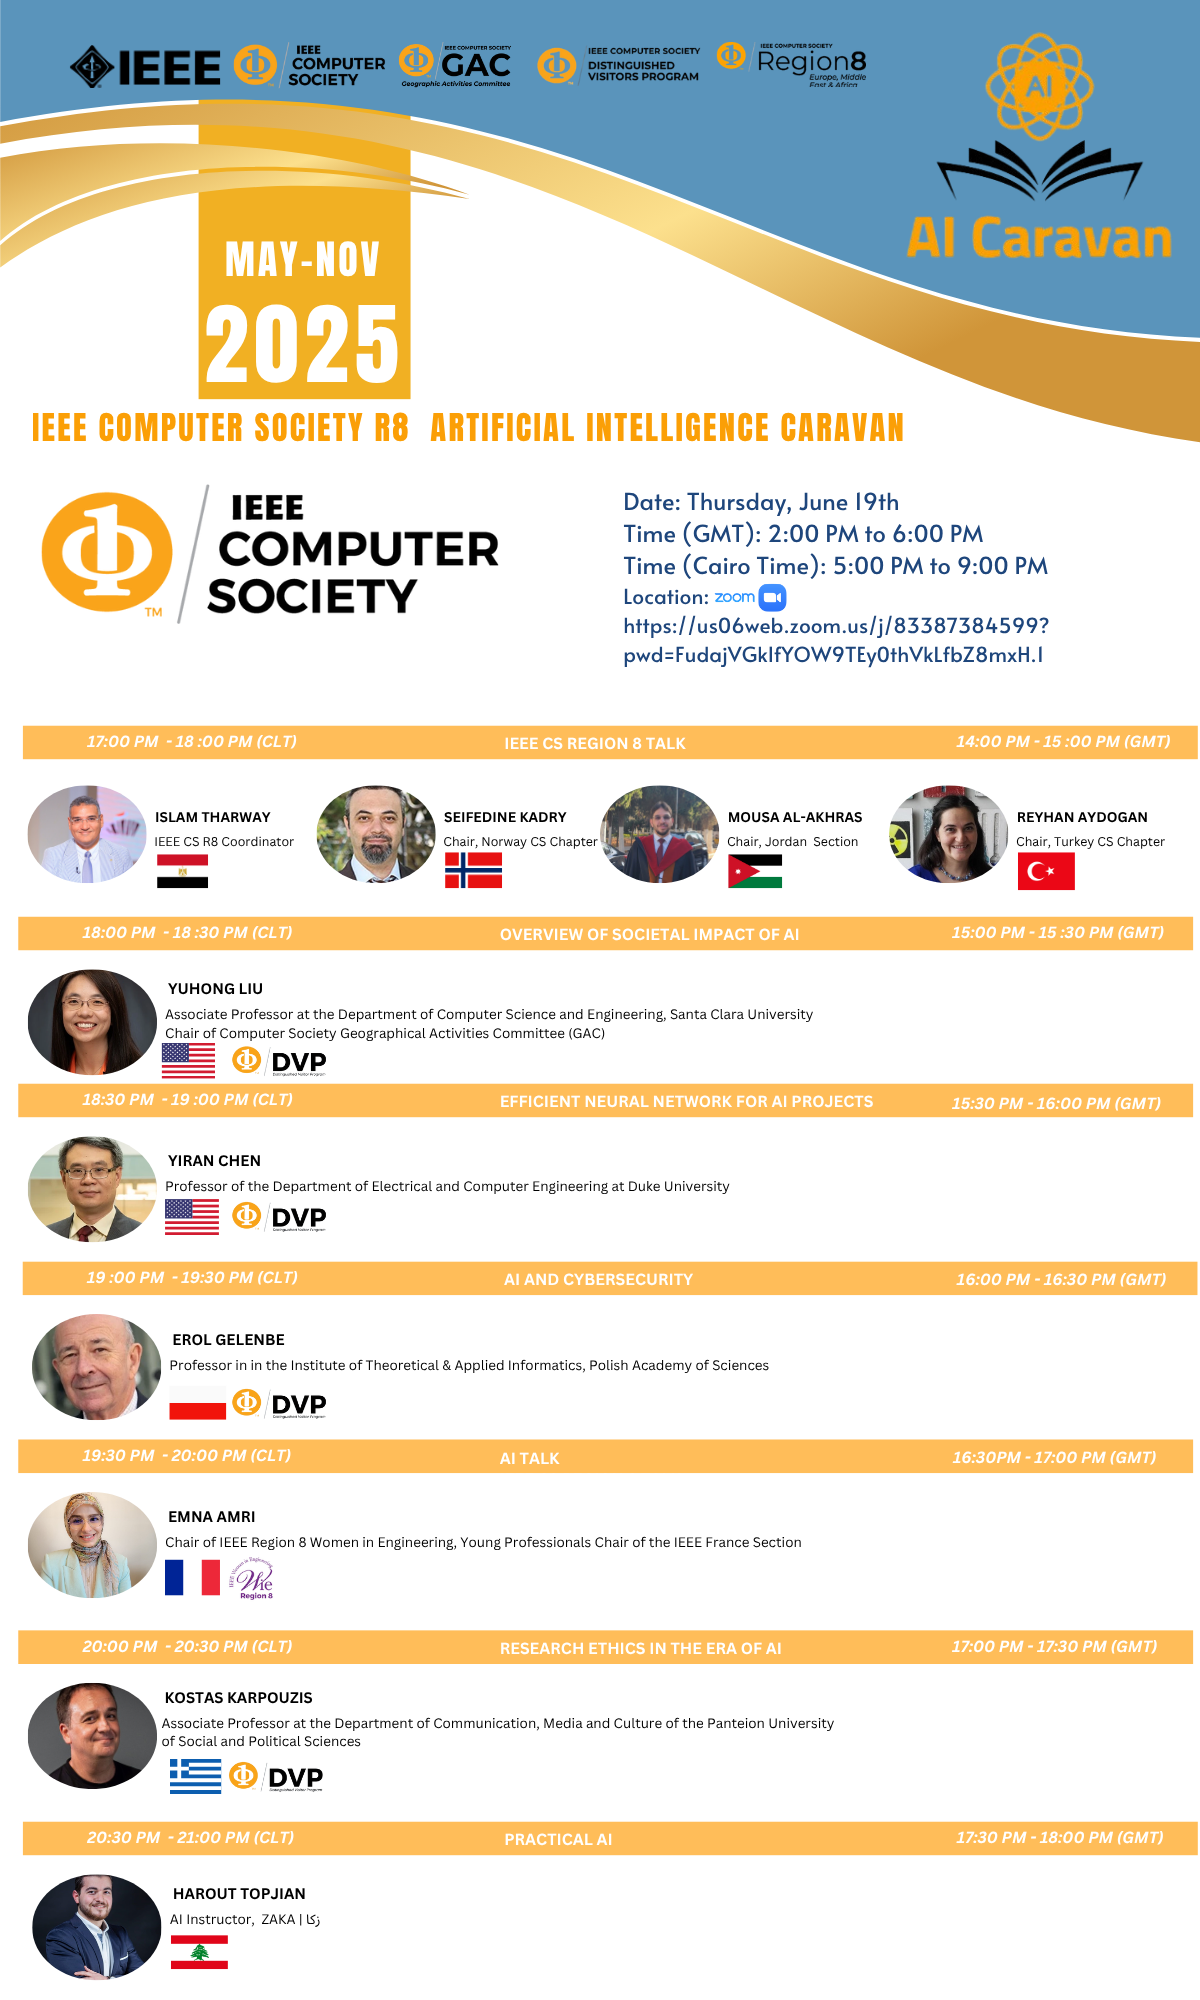 IEEE
IEEE COMPUTER SOCIETY
IEEE COMPUTER SOCIETY GAC
Geographic Activities Committee
IEEE COMPUTER SOCIETY
DISTINGUISHED
VISITORS PROGRAM
IEEE COMPUTER SOCIETY
Region8
Europe, Middle
East & Africa
AI
AI Caravan
MAY-NOV
2025
IEEE COMPUTER SOCIETY R8 ARTIFICIAL INTELLIGENCE CARAVAN
IEEE
COMPUTER
SOCIETY
TM
Date: Thursday, June 19th
Time (GMT): 2:00 PM to 6:00 PM
Time (Cairo Time): 5:00 PM to 9:00 PM
Location: zoom
https://us06web.zoom.us/j/83387384599?
pwd=FudajVGklfYOW9TEy0thVkLfbZ8mxH.1
17:00 PM - 18 :00 PM (CLT) IEEE CS REGION 8 TALK 14:00 PM - 15 :00 PM (GMT)
ISLAM THARWAY
IEEE CS R8 Coordinator
SEIFEDINE KADRY
Chair, Norway CS Chapter
MOUSA AL-AKHRAS
Chair, Jordan Section
REYHAN AYDOGAN
Chair, Turkey CS Chapter
18:00 PM - 18 :30 PM (CLT) OVERVIEW OF SOCIETAL IMPACT OF AI 15:00 PM - 15 :30 PM (GMT)
YUHONG LIU
Associate Professor at the Department of Computer Science and Engineering, Santa Clara University
Chair of Computer Society Geographical Activities Committee (GAC)
DVP
Distinguished Visitor Program
18:30 PM - 19 :00 PM (CLT) EFFICIENT NEURAL NETWORK FOR AI PROJECTS 15:30 PM - 16:00 PM (GMT)
YIRAN CHEN
Professor of the Department of Electrical and Computer Engineering at Duke University
DVP
Distinguished Visitor Program
19 :00 PM - 19:30 PM (CLT) AI AND CYBERSECURITY 16:00 PM - 16:30 PM (GMT)
EROL GELENBE
Professor in in the Institute of Theoretical & Applied Informatics, Polish Academy of Sciences
DVP
Distinguished Visitor Program
19:30 PM - 20:00 PM (CLT) AI TALK 16:30PM - 17:00 PM (GMT)
EMNA AMRI
Chair of IEEE Region 8 Women in Engineering, Young Professionals Chair of the IEEE France Section
IEEE Women in Engineering
Wie
Region 8
20:00 PM - 20:30 PM (CLT) RESEARCH ETHICS IN THE ERA OF AI 17:00 PM - 17:30 PM (GMT)
KOSTAS KARPOUZIS
Associate Professor at the Department of Communication, Media and Culture of the Panteion University
of Social and Political Sciences
DVP
Distinguished Visitor Program
20:30 PM - 21:00 PM (CLT) PRACTICAL AI 17:30 PM - 18:00 PM (GMT)
HAROUT TOPJIAN
AI Instructor, ZAKA | زكا